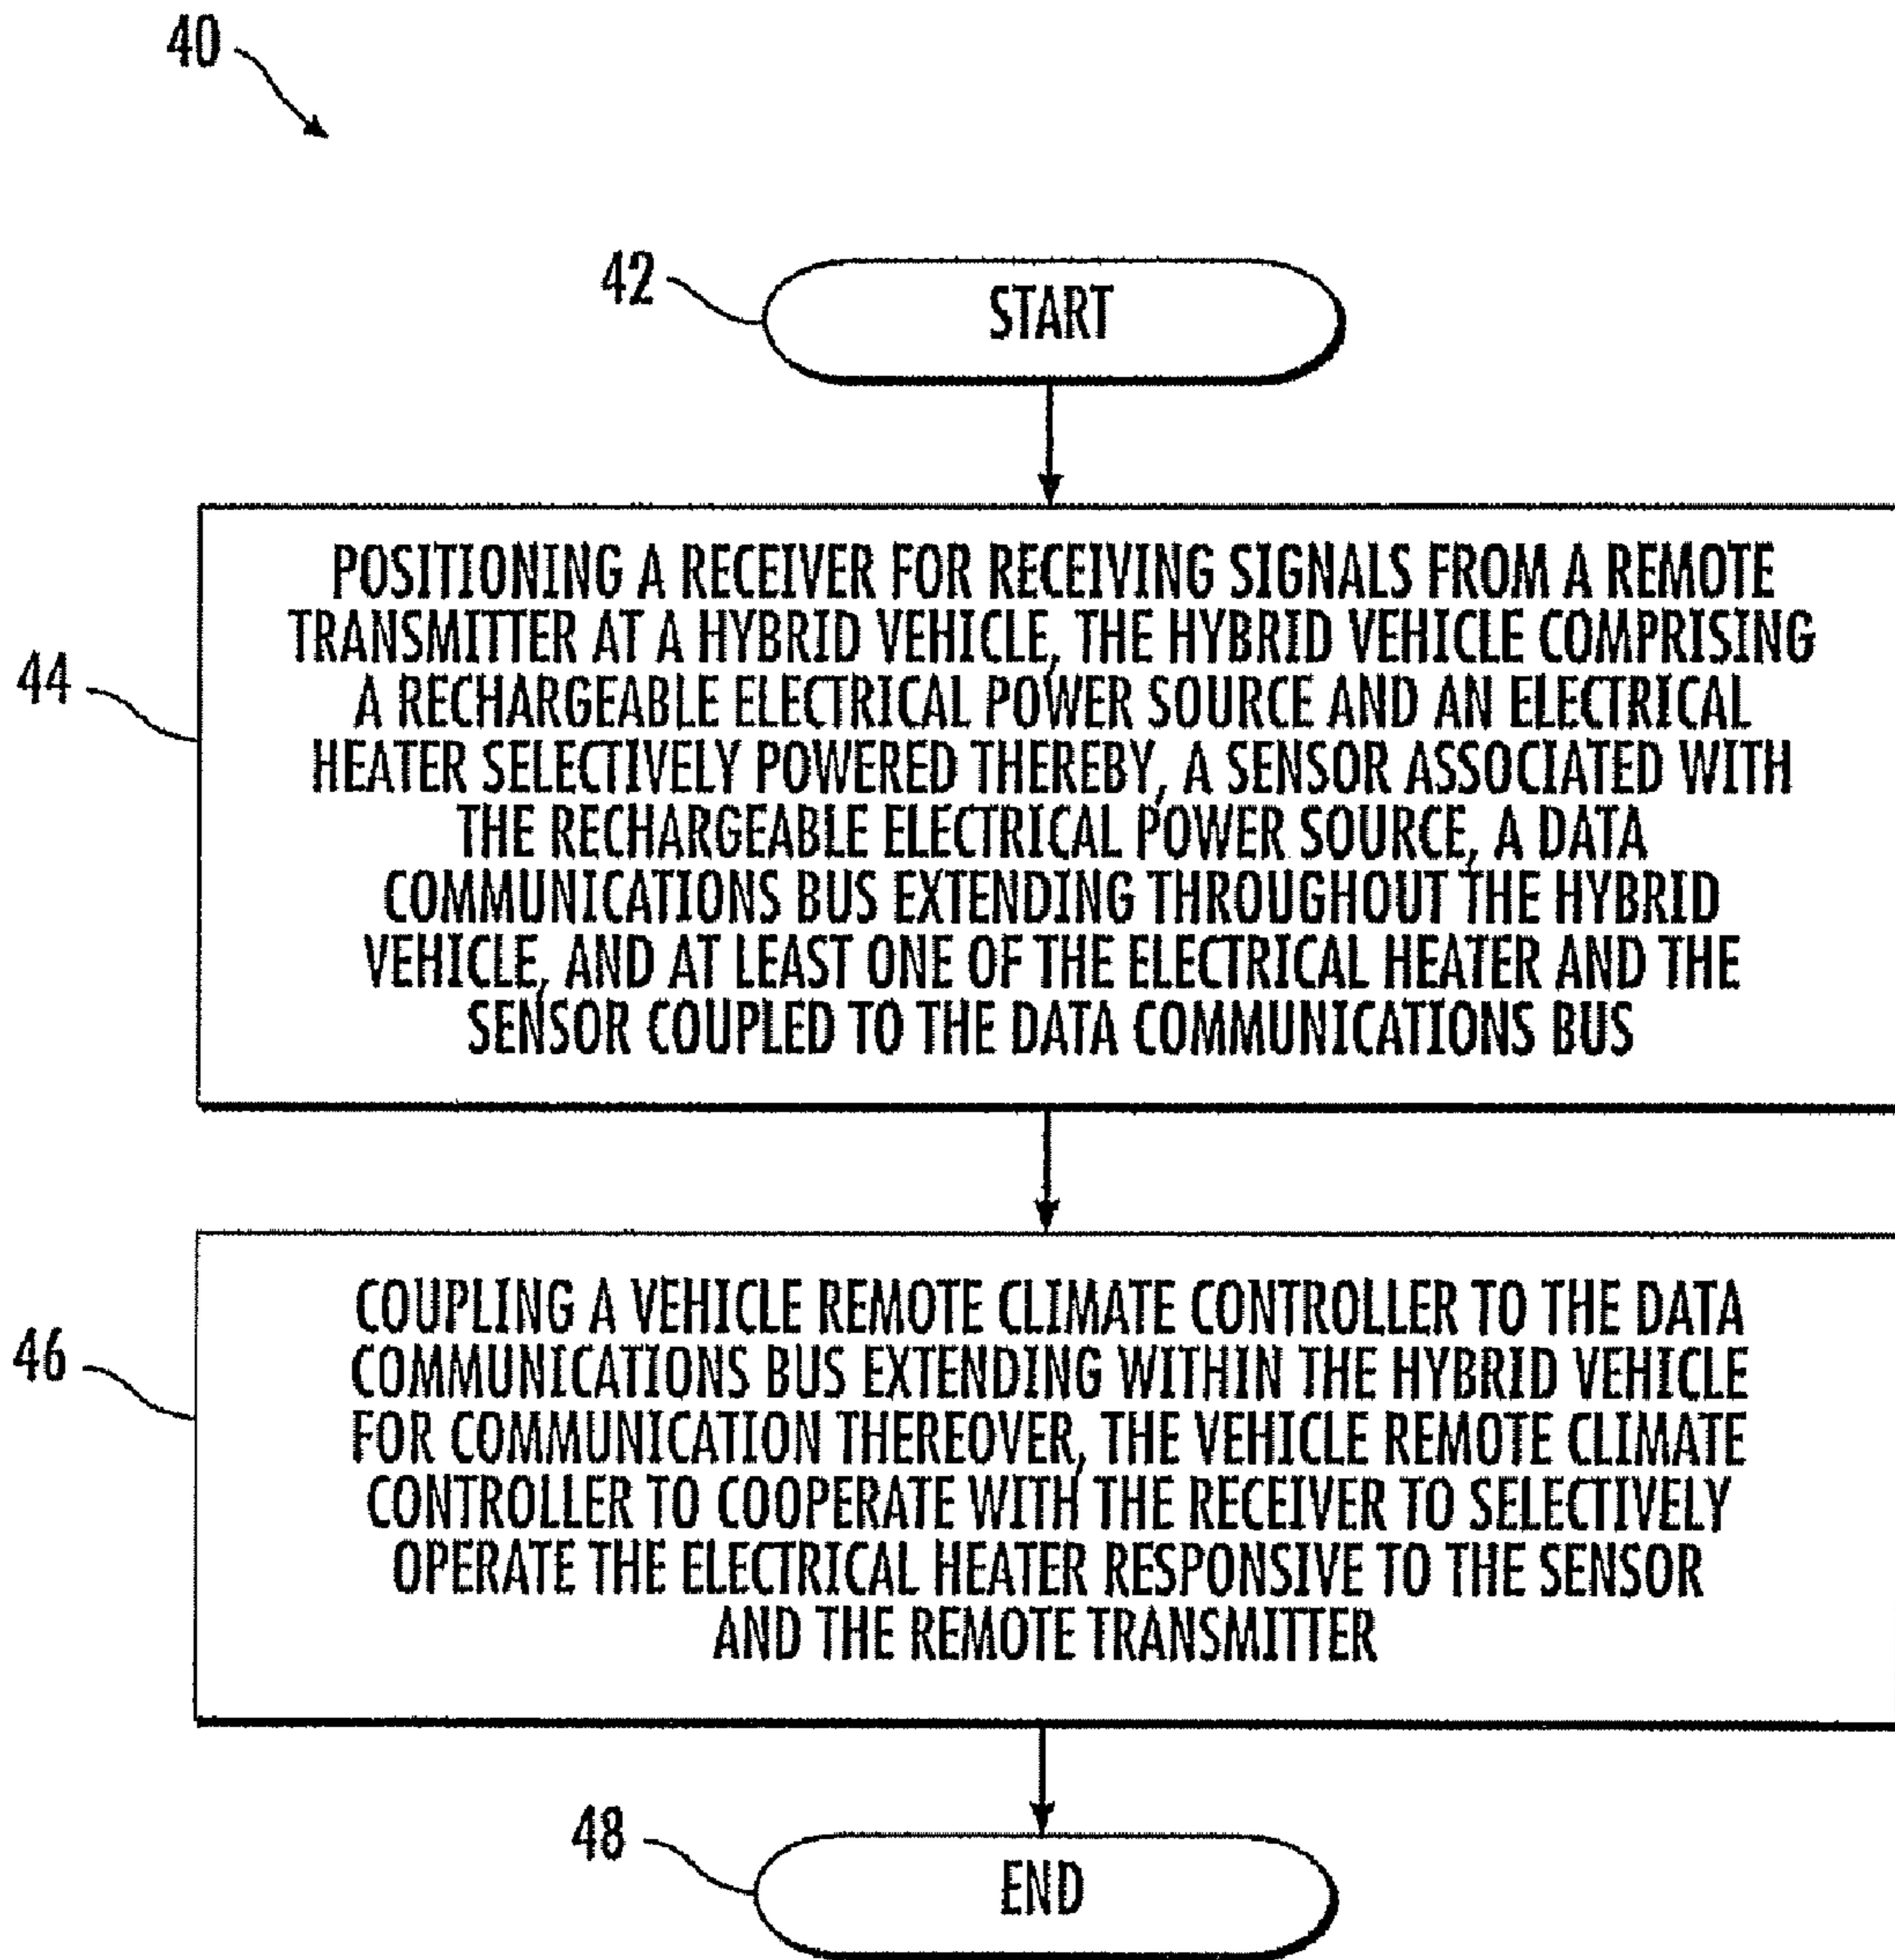 40
42
START
44
POSITIONING A RECEIVER FOR RECEIVING SIGNALS FROM A REMOTE
TRANSMITTER AT A HYBRID VEHICLE, THE HYBRID VEHICLE COMPRISING
A RECHARGEABLE ELECTRICAL POWER SOURCE AND AN ELECTRICAL
HEATER SELECTIVELY POWERED THEREBY, A SENSOR ASSOCIATED WITH
THE RECHARGEABLE ELECTRICAL POWER SOURCE, A DATA
COMMUNICATIONS BUS EXTENDING THROUGHOUT THE HYBRID
VEHICLE, AND AT LEAST ONE OF THE ELECTRICAL HEATER AND THE
SENSOR COUPLED TO THE DATA COMMUNICATIONS BUS
46
COUPLING A VEHICLE REMOTE CLIMATE CONTROLLER TO THE DATA
COMMUNICATIONS BUS EXTENDING WITHIN THE HYBRID VEHICLE
FOR COMMUNICATION THEREOVER, THE VEHICLE REMOTE CLIMATE
CONTROLLER TO COOPERATE WITH THE RECEIVER TO SELECTIVELY
OPERATE THE ELECTRICAL HEATER RESPONSIVE TO THE SENSOR
AND THE REMOTE TRANSMITTER
48
END